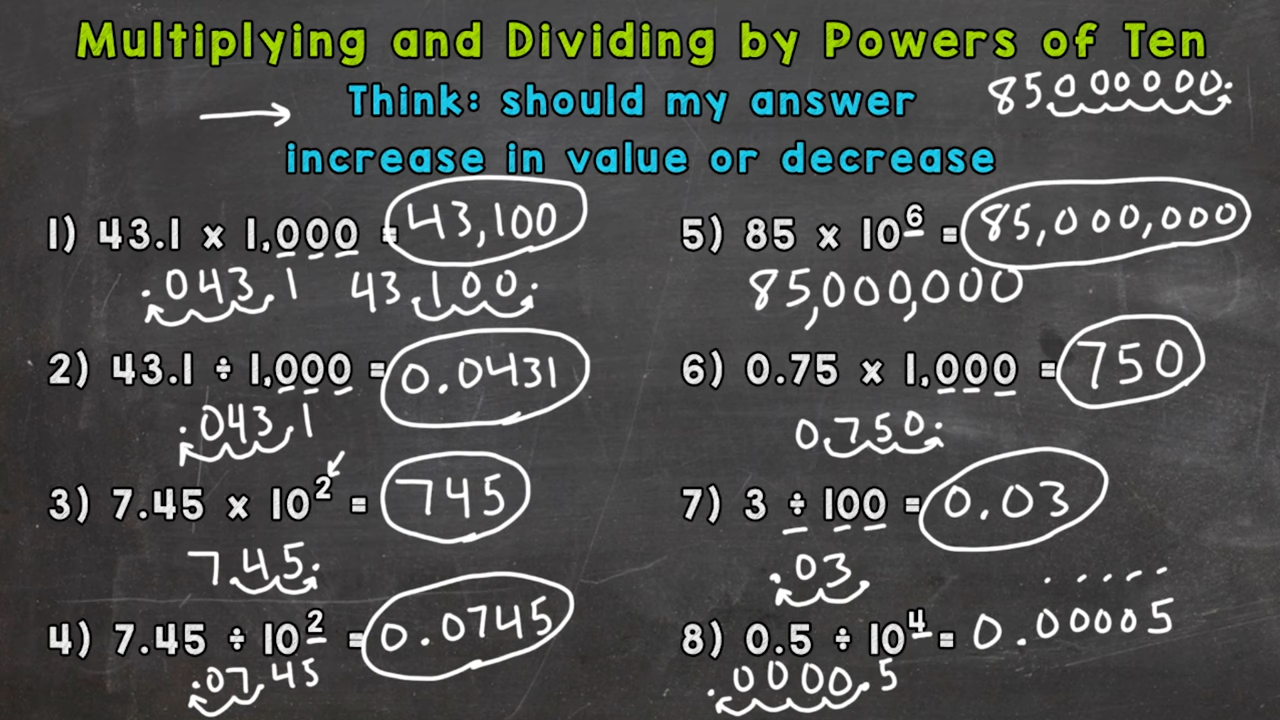 Multiplying and Dividing by Powers of Ten
Think: should my answer
85000000.
increase in value or decrease
1) 43.1 x 1,000 = 43,100
.043.1 43.100.
2) 43.1 ÷ 1,000 = 0.0431
.043.1
3) 7.45 x 10² = 745
7.45.
4) 7.45 ÷ 10² = 0.0745
.07.45
5) 85 x 10⁶ = 85,000,000
85,000,000
6) 0.75 x 1,000 = 750
0.750.
7) 3 ÷ 100 = 0.03
.03.
8) 0.5 ÷ 10⁴ = 0.00005
.0000.5